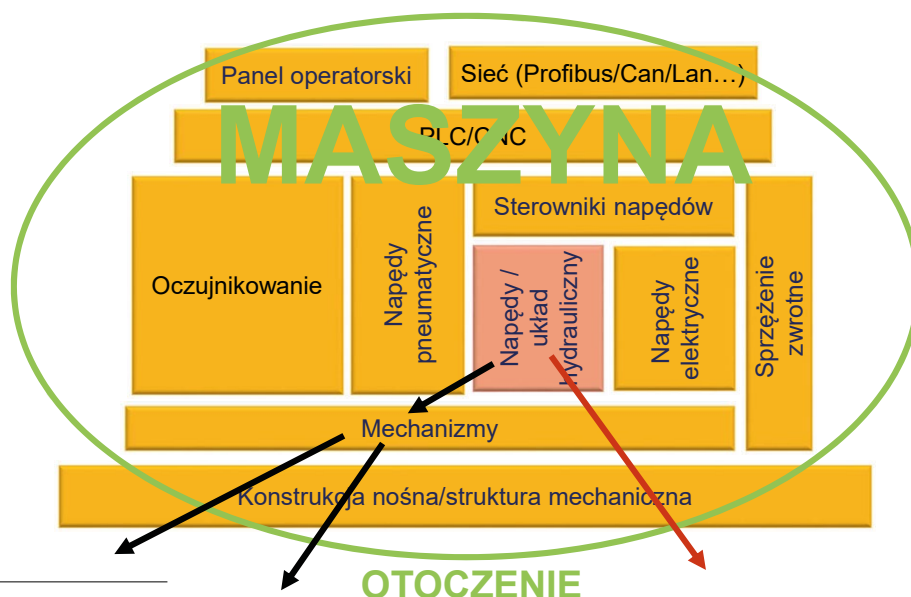 Panel operatorski
Sieć (Profibus/Can/Lan…)
MASZYNA
PLC/CNC
Oczujnikowanie
Napędy
pneumatyczne
Sterowniki napędów
Napędy /
układ
hydrauliczny
Napędy
elektryczne
Sprzężenie
zwrotne
Mechanizmy
Konstrukcja nośna/struktura mechaniczna
OTOCZENIE